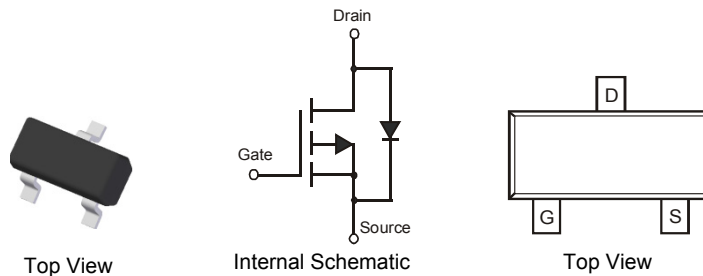 Drain
Gate
Source
D
G
S
Top View
Internal Schematic
Top View